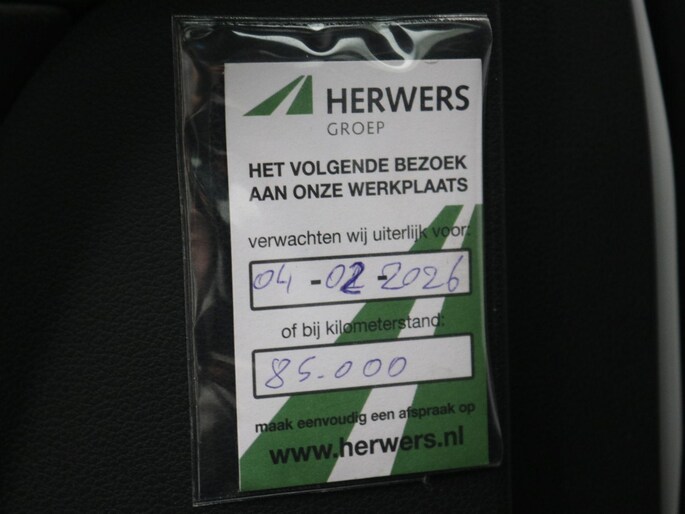 HERWERS
GROEP
HET VOLGENDE BEZOEK
AAN ONZE WERKPLAATS
verwachten wij uiterlijk voor:
04-02-2026
of bij kilometerstand:
85.000
maak eenvoudig een afspraak op
www.herwers.nl